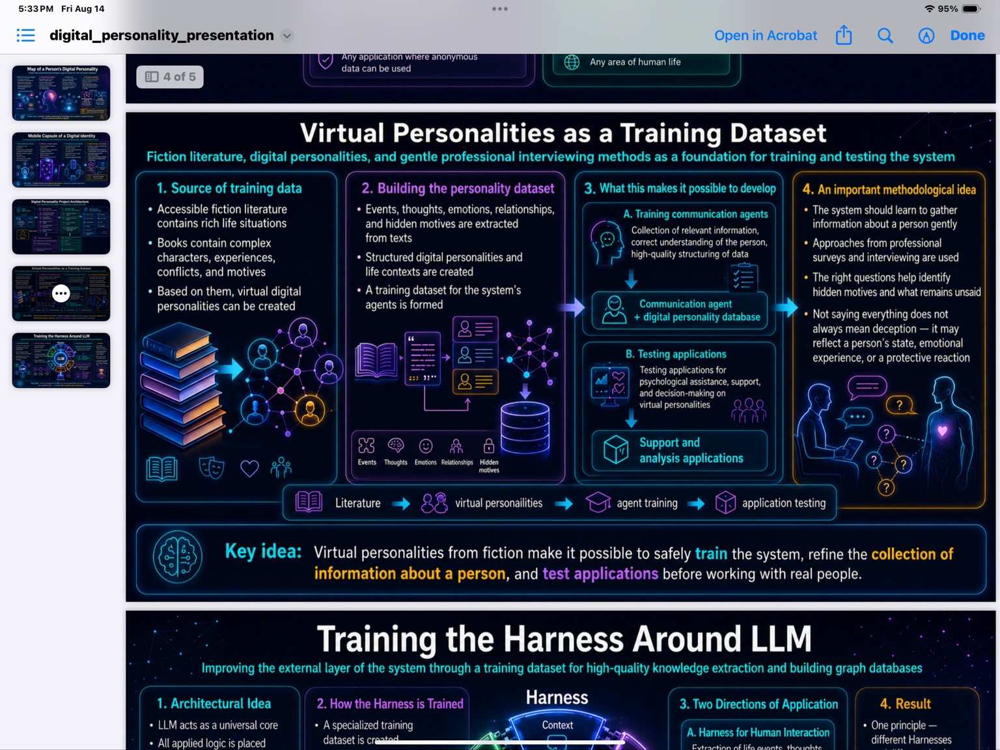 5:33 PM Fri Aug 14
95%
digital_personality_presentation
Open in Acrobat
Done
4 of 5
Map of a Person's Digital Personality
Mobile Capsule of a Digital Identity
Digital Personality Project Architecture
Virtual Personalities as a Training Dataset
Training the Harness Around LLM
LLM
Any application where anonymous
data can be used
Any area of human life
Virtual Personalities as a Training Dataset
Fiction literature, digital personalities, and gentle professional interviewing methods as a foundation for training and testing the system
1. Source of training data
• Accessible fiction literature
contains rich life situations
• Books contain complex
characters, experiences,
conflicts, and motives
• Based on them, virtual digital
personalities can be created
2. Building the personality dataset
• Events, thoughts, emotions, relationships,
and hidden motives are extracted
from texts
• Structured digital personalities and
life contexts are created
• A training dataset for the system's
agents is formed
Events
Thoughts
Emotions
Relationships
Hidden
motives
3. What this makes it possible to develop
A. Training communication agents
Collection of relevant information,
correct understanding of the person,
high-quality structuring of data
Communication agent
+ digital personality database
B. Testing applications
Testing applications for
psychological assistance, support,
and decision-making on
virtual personalities
Support and
analysis applications
4. An important methodological idea
• The system should learn to gather
information about a person gently
• Approaches from professional
surveys and interviewing are used
• The right questions help identify
hidden motives and what remains unsaid
• Not saying everything does not
always mean deception — it may
reflect a person's state, emotional
experience, or a protective reaction
?
?
?
?
?
Literature
virtual personailities
agent training
application testing
Key idea: Virtual personalities from fiction make it possible to safely train the system, refine the collection of
information about a person, and test applications before working with real people.
Training the Harness Around LLM
Improving the external layer of the system through a training dataset for high-quality knowledge extraction and building graph databases
1. Architectural Idea
• LLM acts as a universal core
• All applied logic is placed
2. How the Harness is Trained
• A specialized training
dataset is created
Harness
Context
3. Two Directions of Application
A. Harness for Human Interaction
Extraction of life events, thoughts,
4. Result
• One principle —
different Harnesses